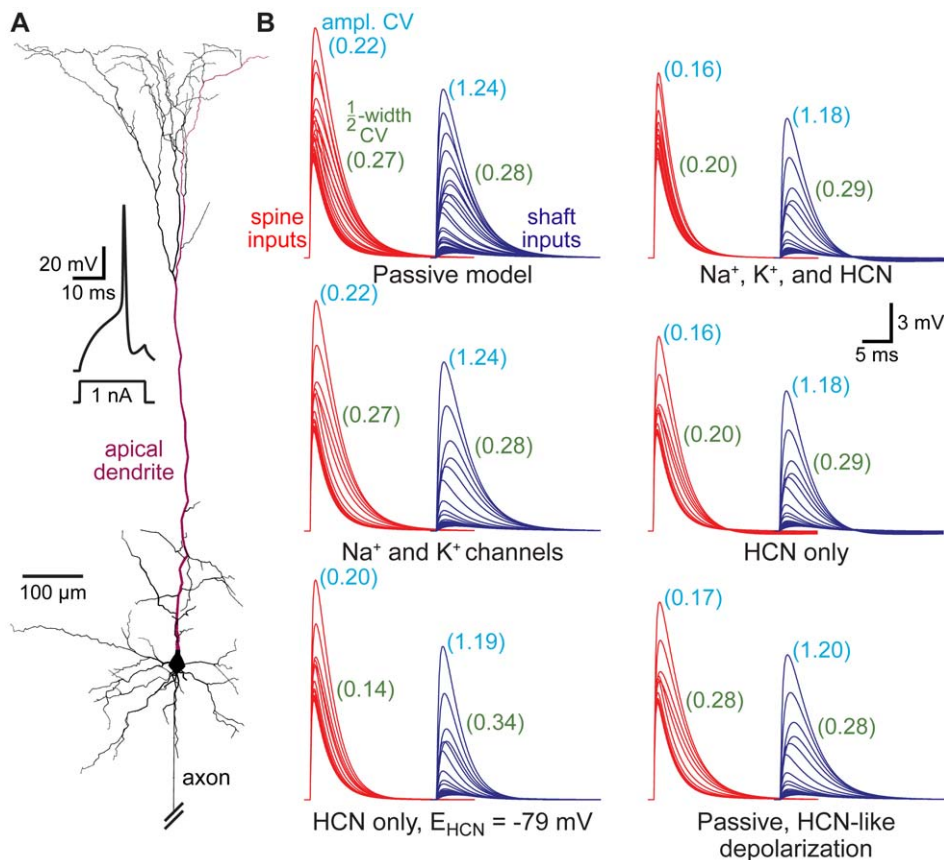 A
20 mV
10 ms
1 nA
apical
dendrite
100 µm
axon
B
ampl. CV
(0.22)
½-width
CV
(0.27)
spine
inputs
(1.24)
(0.28)
shaft
inputs
Passive model
(0.16)
(0.20)
(1.18)
(0.29)
Na⁺, K⁺, and HCN
3 mV
5 ms
(0.22)
(0.27)
(1.24)
(0.28)
Na⁺ and K⁺ channels
(0.16)
(0.20)
(1.18)
(0.29)
HCN only
(0.20)
(0.14)
(1.19)
(0.34)
HCN only, E_HCN = -79 mV
(0.17)
(0.28)
(1.20)
(0.28)
Passive, HCN-like
depolarization